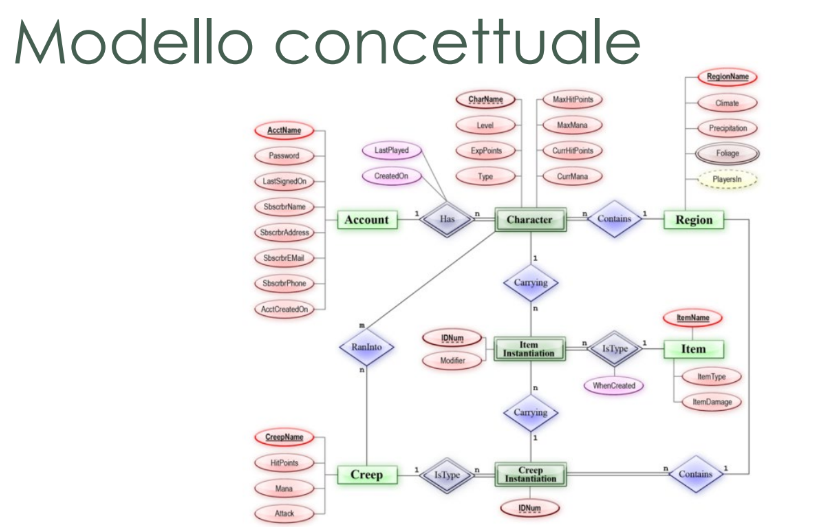 Modello concettuale
RegionName
CharName
MaxHitPoints
Climate
AcctName
Level
MaxMana
Precipitation
Password
LastPlayed
ExpPoints
CurrHitPoints
Foliage
LastSignedOn
CreatedOn
Type
CurrMana
PlayersIn
SbscrbrName
Account
1
Has
n
Character
n
Contains
1
Region
SbscrbrAddress
SbscrbrEMail
1
SbscrbrPhone
Carrying
AcctCreatedOn
n
ItemName
m
RanInto
n
IDNum
Modifier
Item
Instantiation
n
IsType
1
Item
WhenCreated
ItemType
ItemDamage
n
Carrying
1
CreepName
HitPoints
Mana
Attack
Creep
1
IsType
n
Creep
Instantiation
n
Contains
1
IDNum